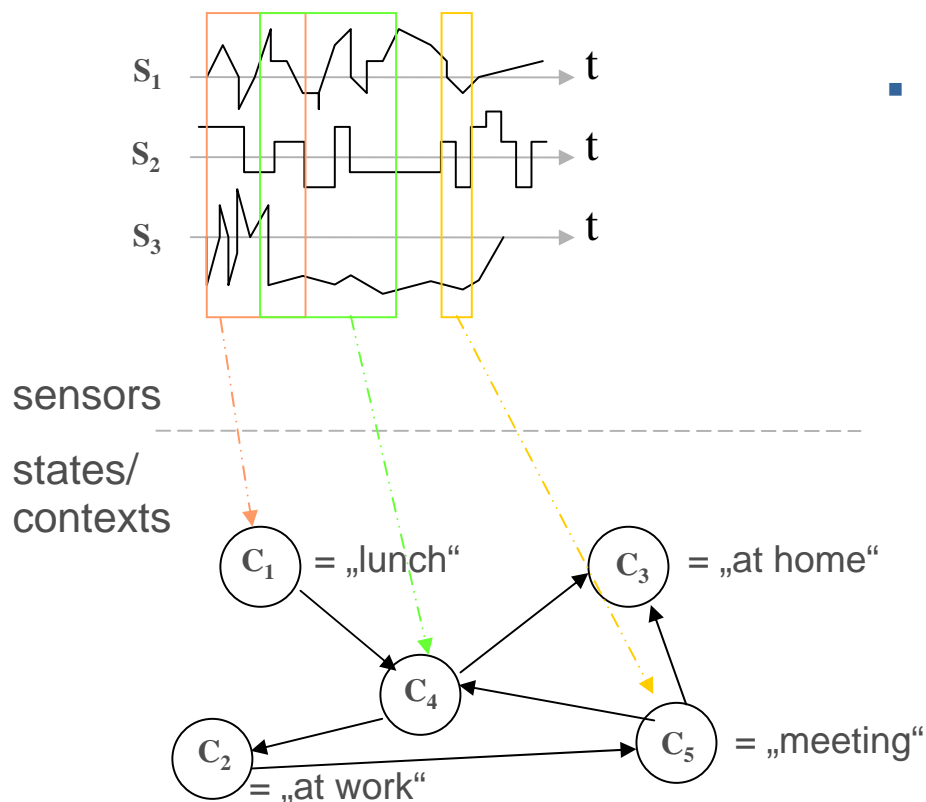 S₁ t
S₂ t
S₃ t
sensors
states/
contexts
C₁ = „lunch“
C₃ = „at home“
C₄
C₂
C₅ = „meeting“
= „at work“